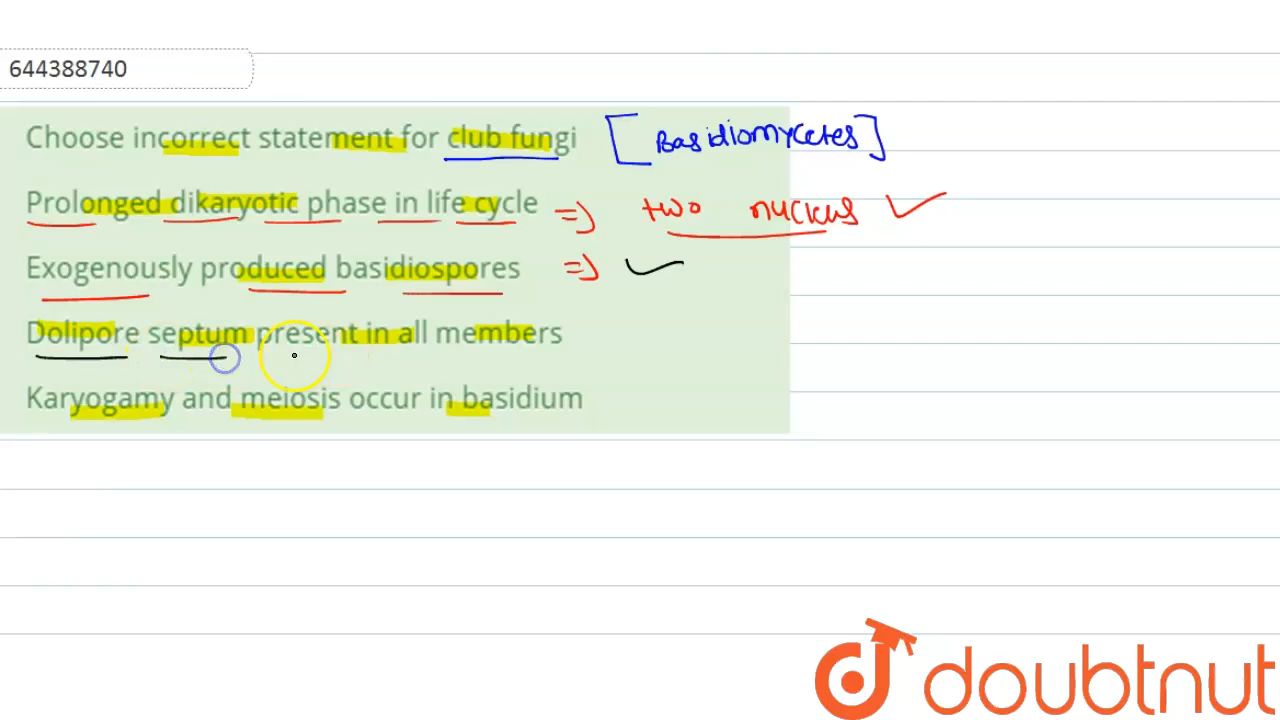 644388740
Choose incorrect statement for club fungi [Basidiomycetes]
Prolonged dikaryotic phase in life cycle => two nucleus ✓
Exogenously produced basidiospores => ✓
Dolipore septum present in all members
Karyogamy and meiosis occur in basidium
doubtnut